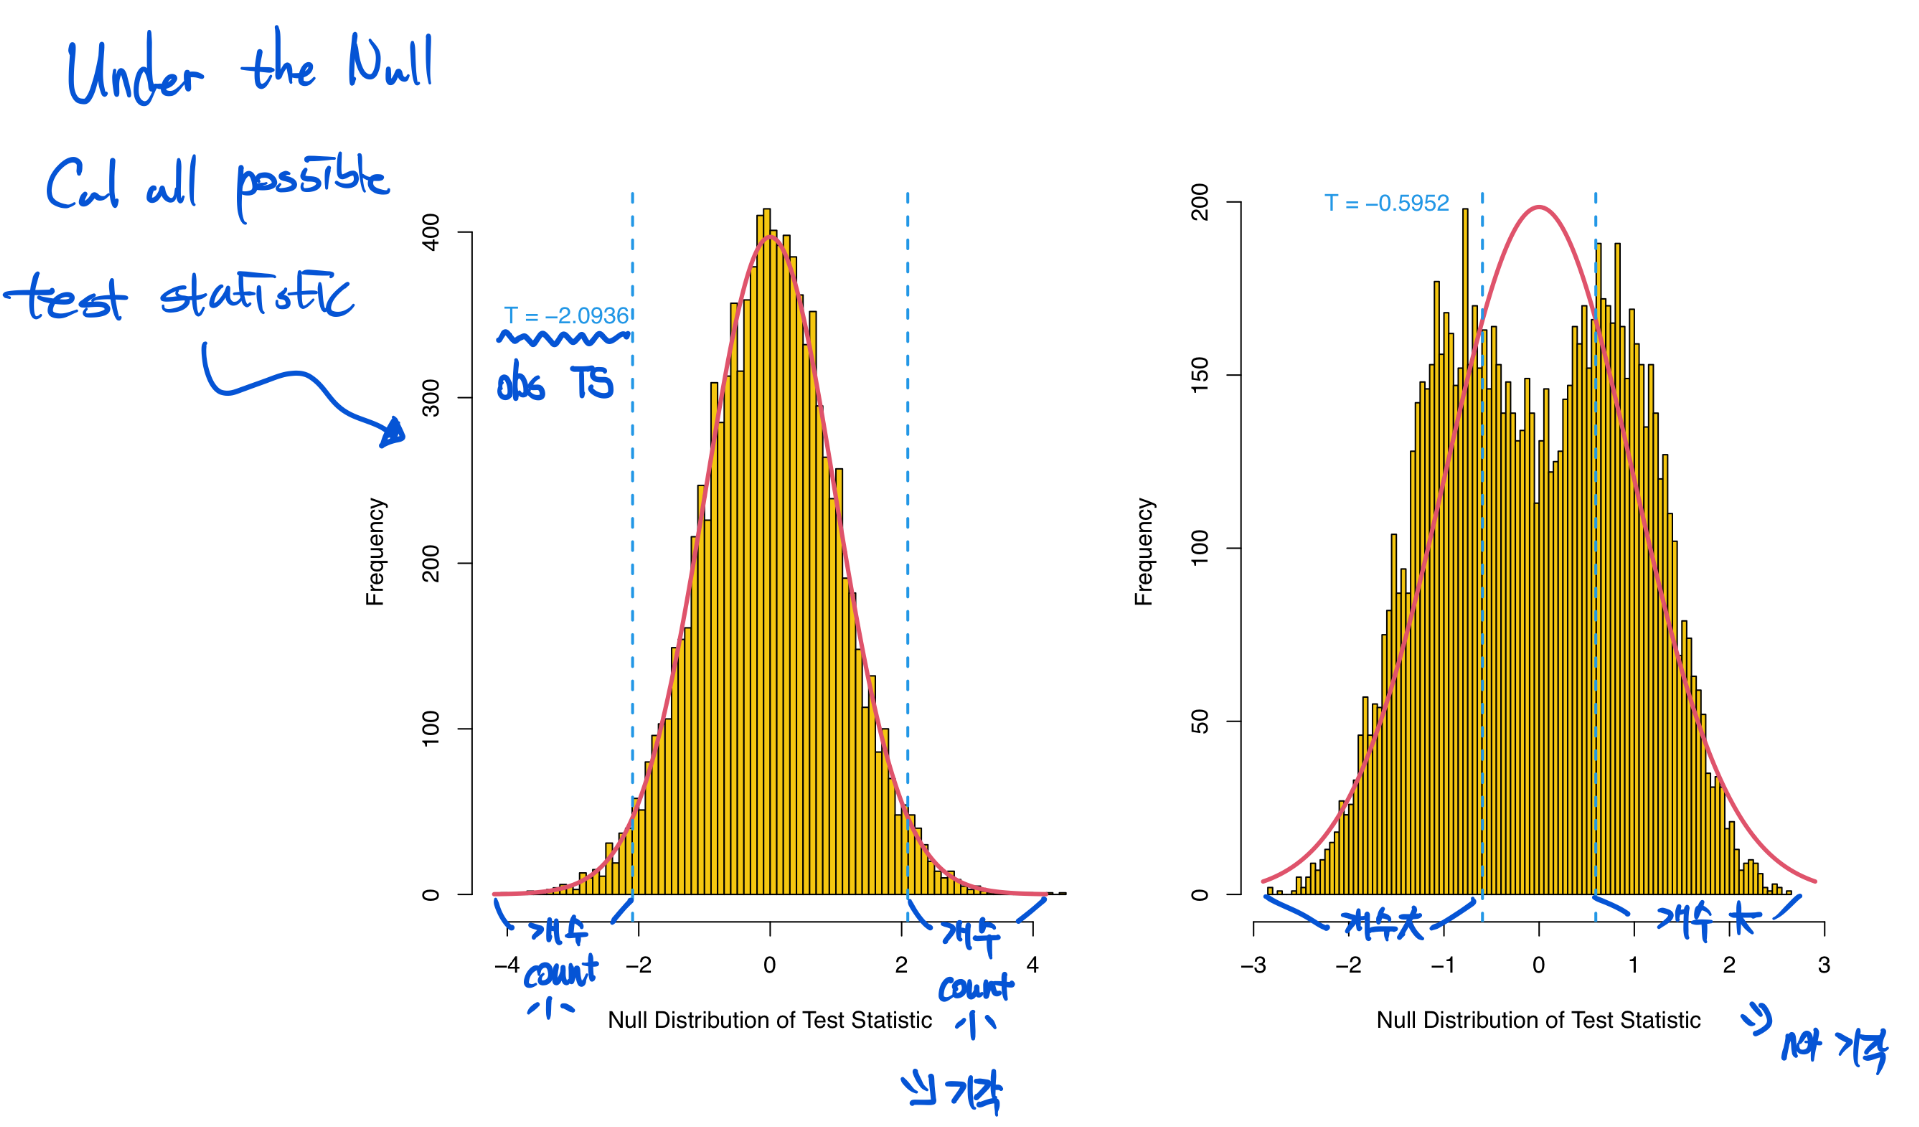 Under the Null
Cal all possible
test statistic
T = −2.0936
obs TS
Frequency
0
100
200
300
400
−4
−2
0
2
4
개수
count
小
개수
count
小
Null Distribution of Test Statistic
⇒ 기각
T = −0.5952
Frequency
0
50
100
150
200
−3
−2
−1
0
1
2
3
개수大
개수 大
Null Distribution of Test Statistic
⇒ not 기각